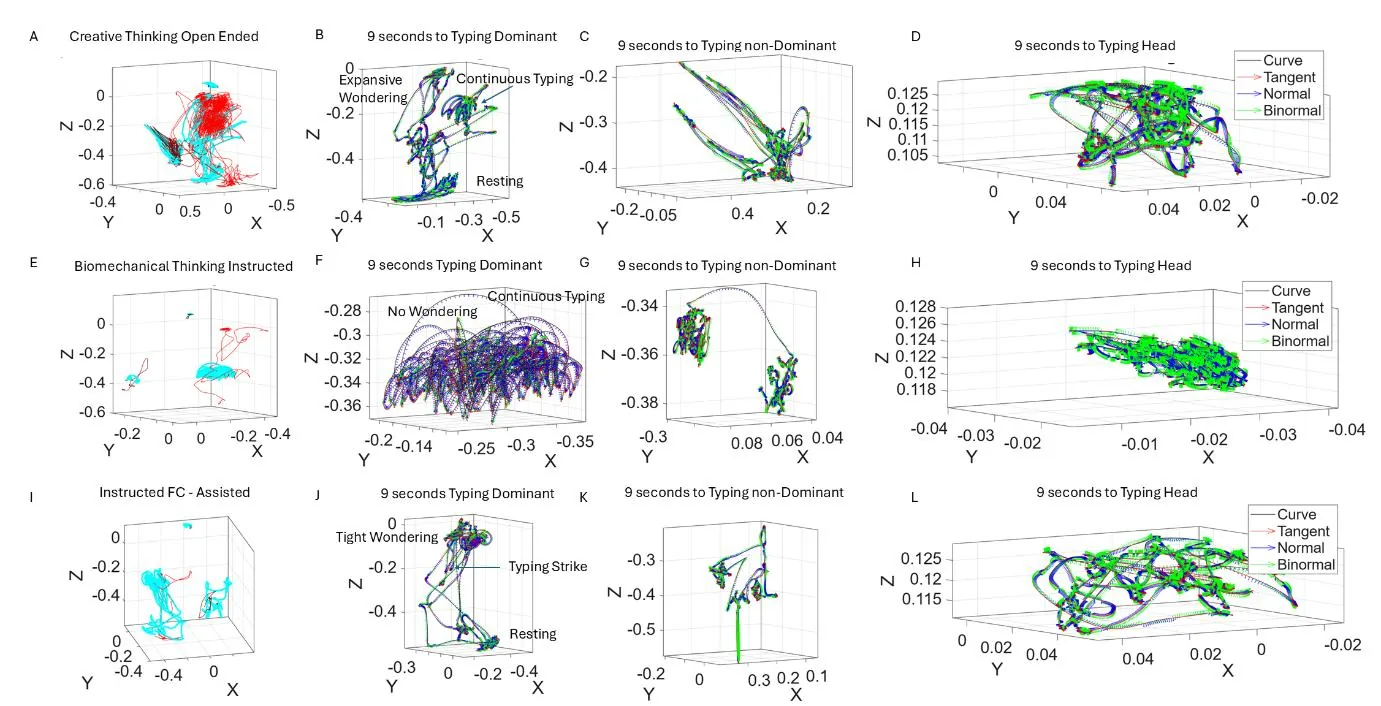 A
Creative Thinking Open Ended
0
-0.2
-0.4
-0.6
Z
-0.4
0
0.5
0
-0.5
Y
X
B
9 seconds to Typing Dominant
Expansive
Wondering
Continuous Typing
Resting
0
-0.2
-0.4
Z
-0.4
-0.1
-0.3
-0.5
Y
X
C
9 seconds to Typing non-Dominant
-0.2
-0.3
-0.4
Z
-0.2
-0.05
0.4
0.2
Y
X
D
9 seconds to Typing Head
Curve
Tangent
Normal
Binormal
0.125
0.12
0.115
0.11
0.105
Z
0
0.04
0.04
0.02
0
-0.02
Y
X
E
Biomechanical Thinking Instructed
0
-0.2
-0.4
-0.6
Z
-0.2
0
0
-0.2
-0.4
Y
X
F
9 seconds Typing Dominant
Continuous Typing
No Wondering
-0.28
-0.3
-0.32
-0.34
-0.36
Z
-0.2
-0.14
-0.25
-0.3
-0.35
Y
X
G
9 seconds to Typing non-Dominant
-0.34
-0.36
-0.38
Z
-0.3
0.08
0.06
0.04
Y
X
H
9 seconds to Typing Head
Curve
Tangent
Normal
Binormal
0.128
0.126
0.124
0.122
0.12
0.118
Z
-0.04
-0.03
-0.02
-0.01
-0.02
-0.03
-0.04
Y
X
I
Instructed FC - Assisted
0
-0.2
-0.4
Z
0
-0.2
-0.4
-0.4
0
Y
X
J
9 seconds Typing Dominant
Tight Wondering
Typing Strike
Resting
0
-0.2
-0.4
Z
-0.3
0
-0.2
-0.4
Y
X
K
9 seconds to Typing non-Dominant
-0.3
-0.4
-0.5
Z
-0.2
0
0.3
0.2
0.1
Y
X
L
9 seconds to Typing Head
Curve
Tangent
Normal
Binormal
0.125
0.12
0.115
Z
0
0.02
0.04
0.04
0.02
0
-0.02
Y
X